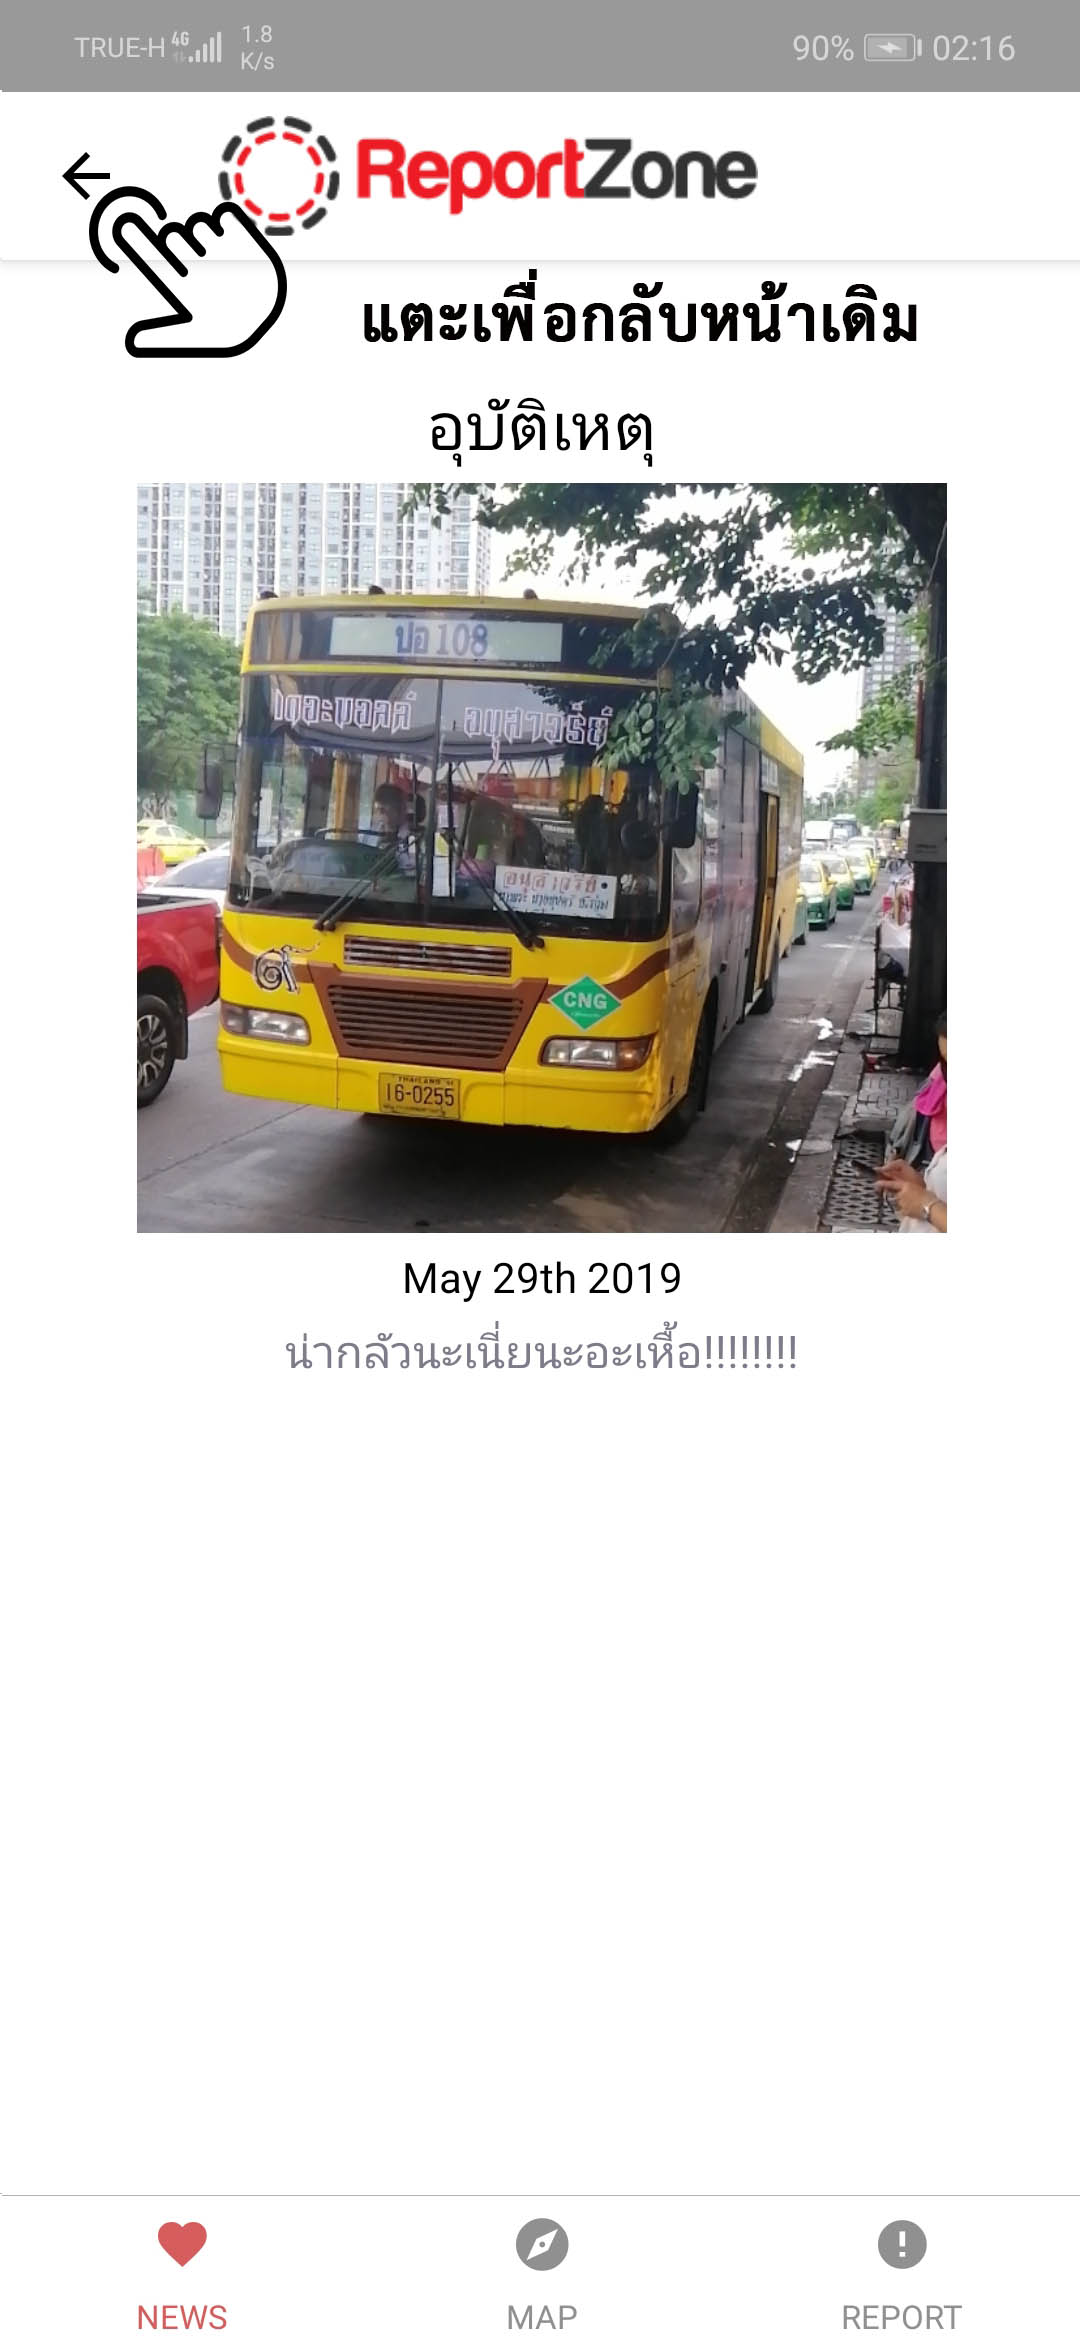 TRUE-H 4G 1.8 K/s 90% 02:16
ReportZone
แตะเพื่อกลับหน้าเดิม
อุบัติเหตุ
ปอ 108
เดอะมอลล์ อนุสาวรีย์
อนุสาวรีย์
CNG
THAILAND
16-0255
May 29th 2019
น่ากลัวนะเนี่ยนะอะเหื้อ!!!!!!!!
NEWS MAP REPORT